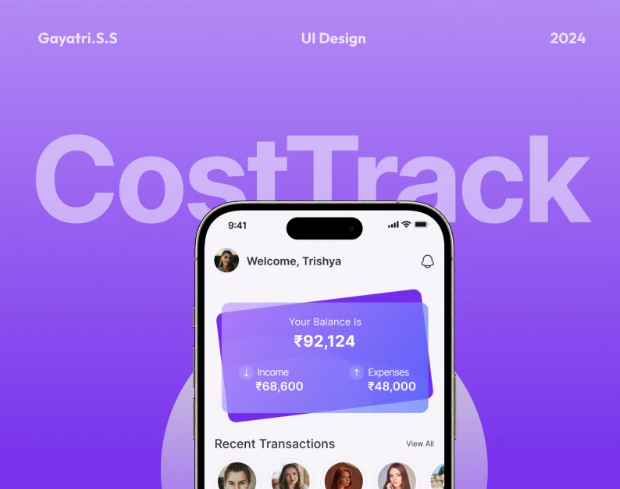 Gayatri.S.S UI Design 2024
CostTrack
9:41
Welcome, Trishya
Your Balance Is
₹92,124
Income Expenses
₹68,600 ₹48,000
Recent Transactions View All